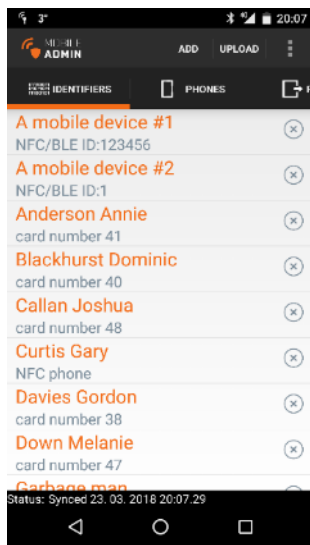 3° 20:07
MOBILE
ADMIN
ADD UPLOAD
IDENTIFIERS PHONES
A mobile device #1
NFC/BLE ID:123456
A mobile device #2
NFC/BLE ID:1
Anderson Annie
card number 41
Blackhurst Dominic
card number 40
Callan Joshua
card number 48
Curtis Gary
NFC phone
Davies Gordon
card number 38
Down Melanie
card number 47
Garbage man
Status: Synced 23. 03. 2018 20:07.29